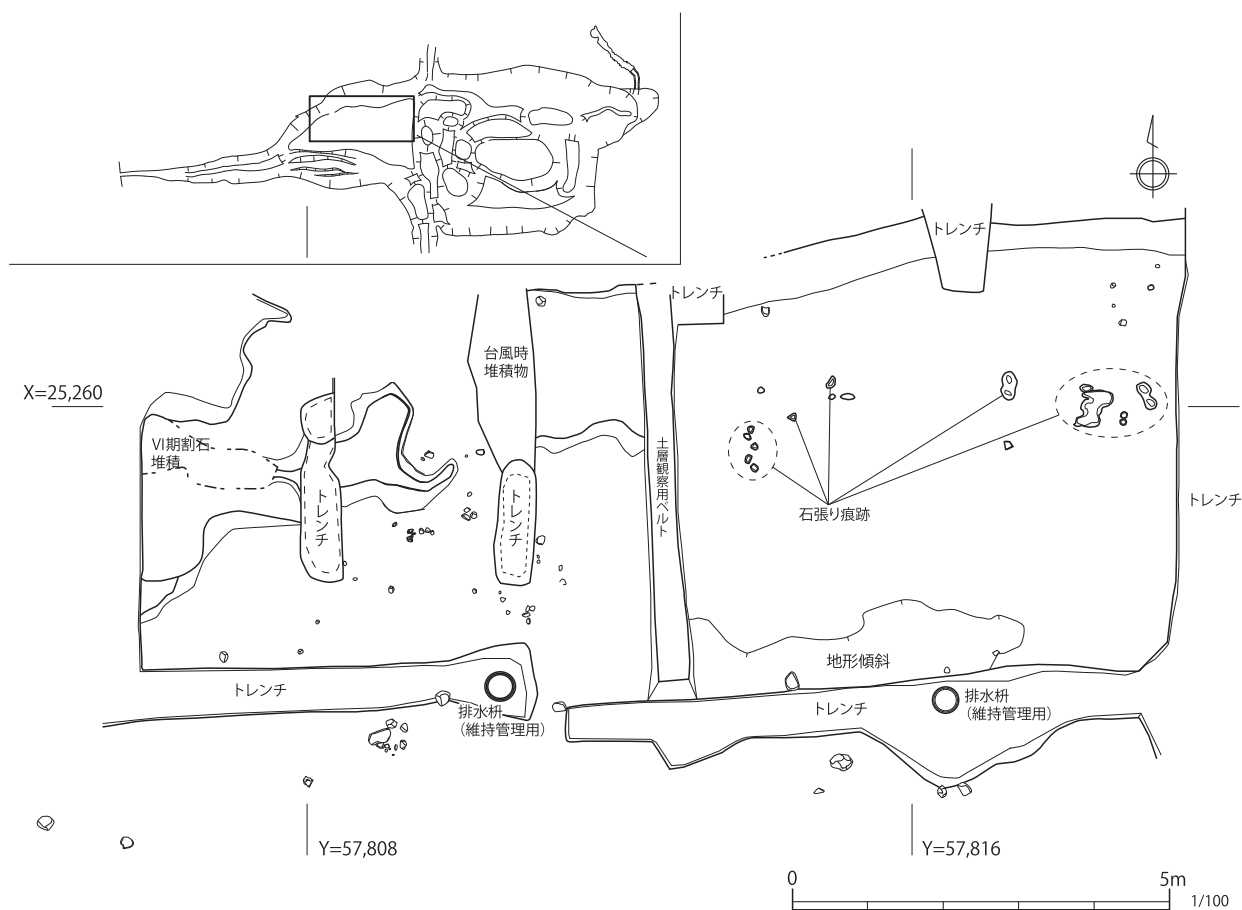 トレンチ
トレンチ
台風時
堆積物
X=25,260
Ⅵ期割石
堆積
トレンチ
トレンチ
土層観察用ベルト
トレンチ
石張り痕跡
地形傾斜
トレンチ
排水枡
（維持管理用）
トレンチ
排水枡
（維持管理用）
Y=57,808
Y=57,816
0
5m
1/100